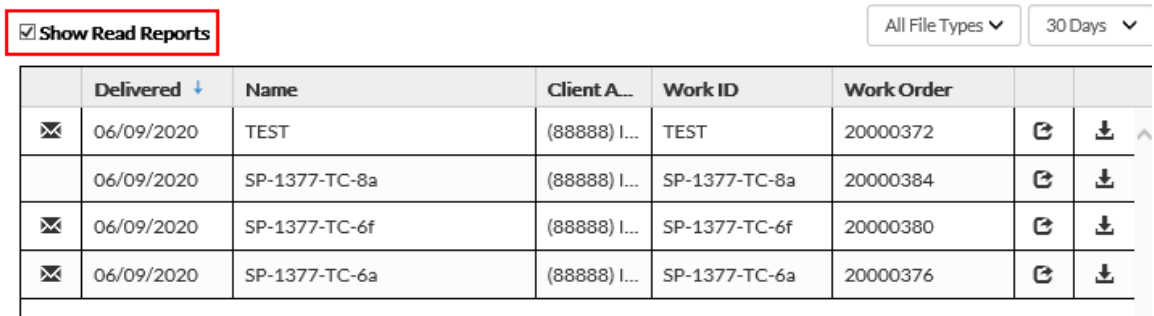 Show Read Reports All File Types 30 Days
Delivered Name Client A... Work ID Work Order
06/09/2020 TEST (88888) I... TEST 20000372
06/09/2020 SP-1377-TC-8a (88888) I... SP-1377-TC-8a 20000384
06/09/2020 SP-1377-TC-6f (88888) I... SP-1377-TC-6f 20000380
06/09/2020 SP-1377-TC-6a (88888) I... SP-1377-TC-6a 20000376